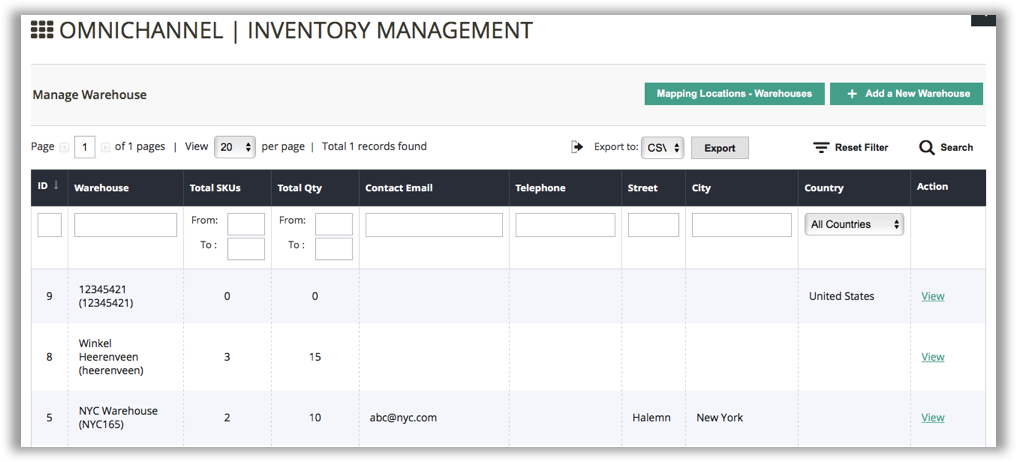 OMNICHANNEL | INVENTORY MANAGEMENT
Manage Warehouse
Mapping Locations - Warehouses
+ Add a New Warehouse
Page 1 of 1 pages | View 20 per page | Total 1 records found
Export to: CSV Export
Reset Filter
Search
ID ↓ Warehouse Total SKUs Total Qty Contact Email Telephone Street City Country Action
From: From: All Countries
To : To :
12345421
9 0 0 United States View
(12345421)
Winkel
8 Heerenveen 3 15 View
(heerenveen)
NYC Warehouse
5 2 10 abc@nyc.com Halemn New York View
(NYC165)